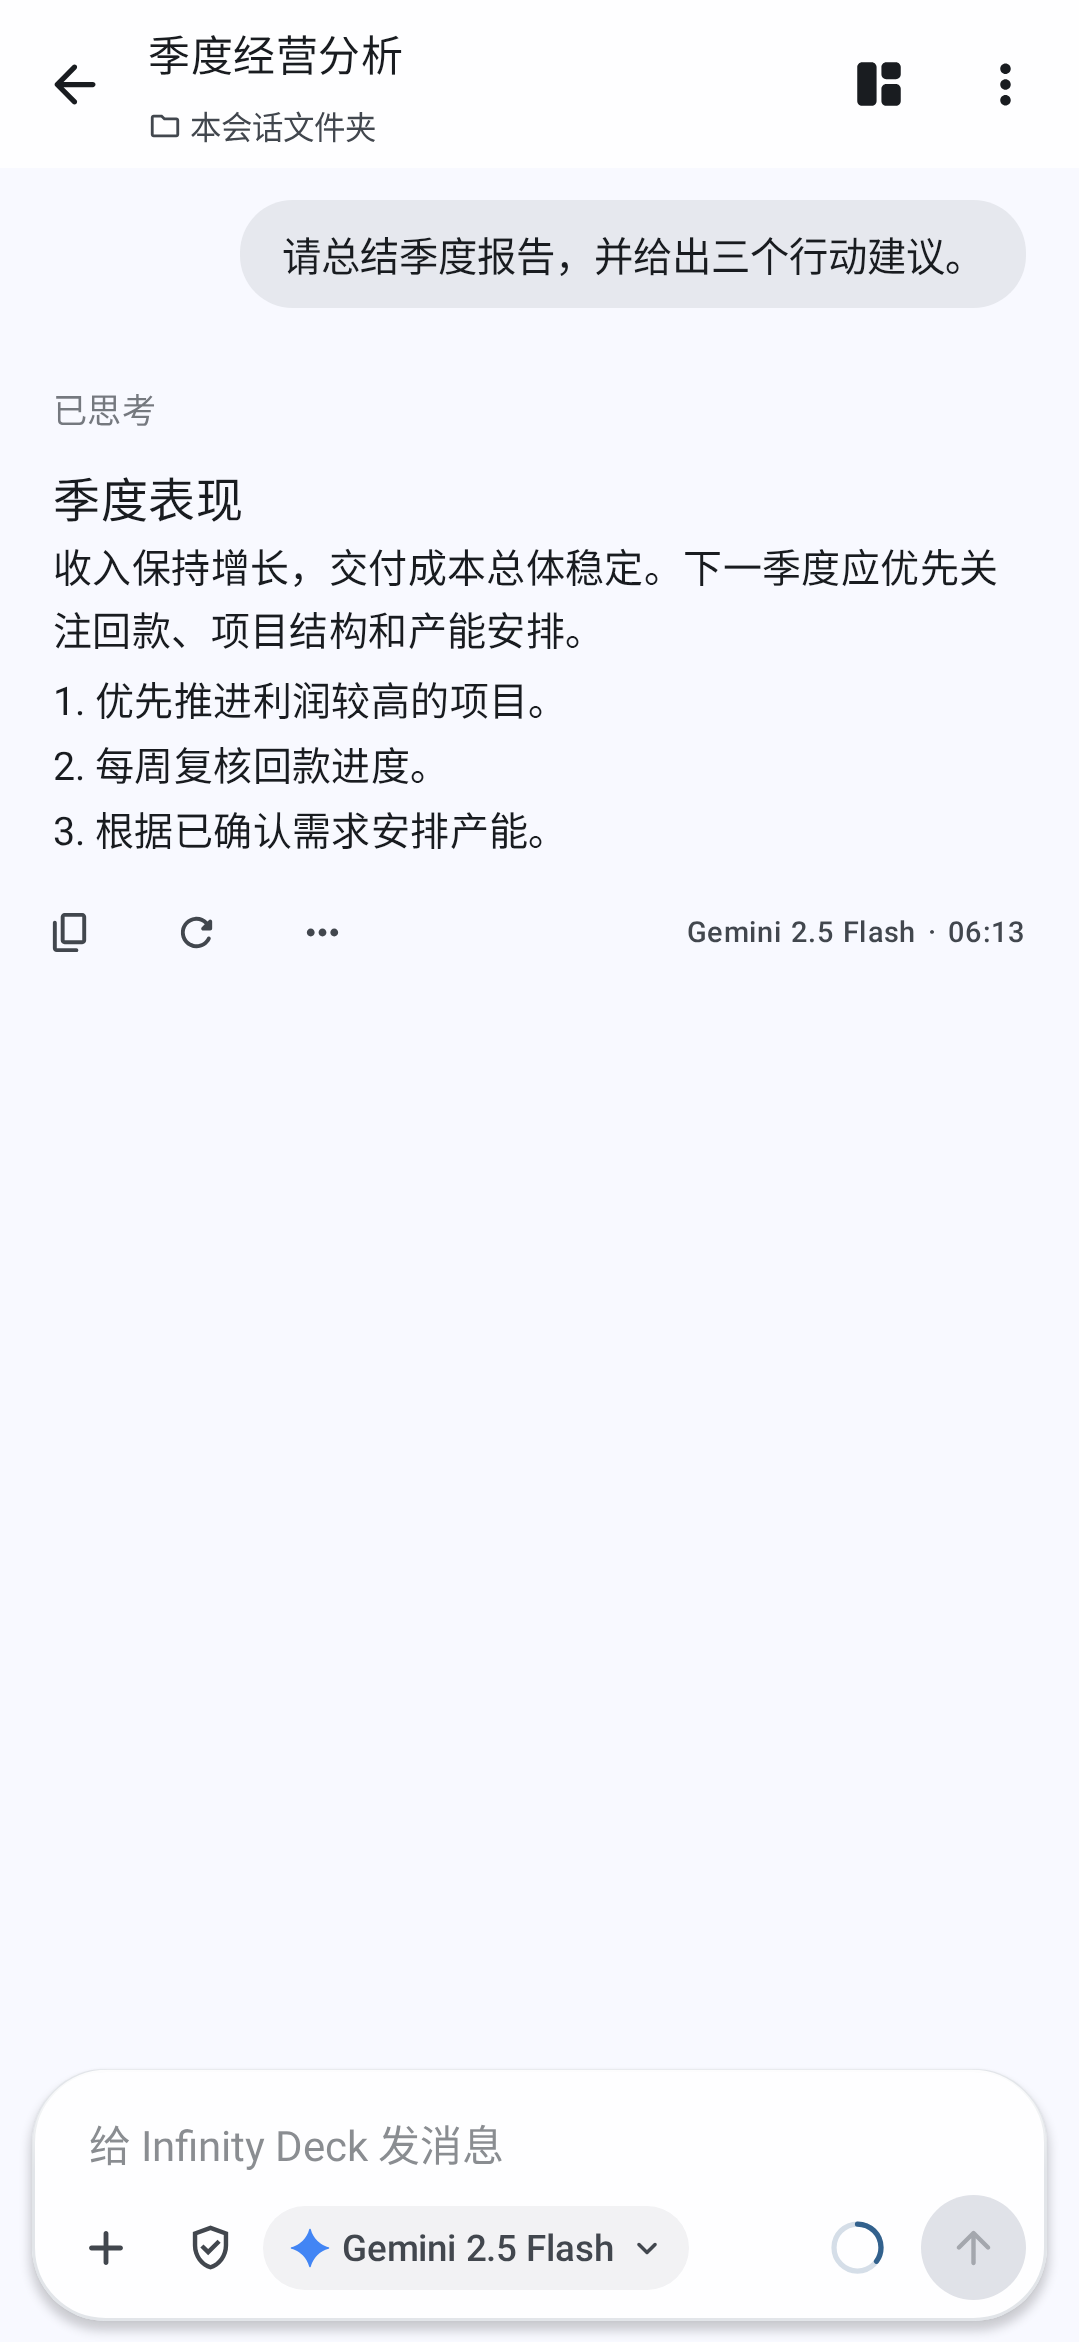 季度经营分析
本会话文件夹
请总结季度报告，并给出三个行动建议。
已思考
季度表现
收入保持增长，交付成本总体稳定。下一季度应优先关
注回款、项目结构和产能安排。
1. 优先推进利润较高的项目。
2. 每周复核回款进度。
3. 根据已确认需求安排产能。
Gemini 2.5 Flash · 06:13
给 Infinity Deck 发消息
Gemini 2.5 Flash